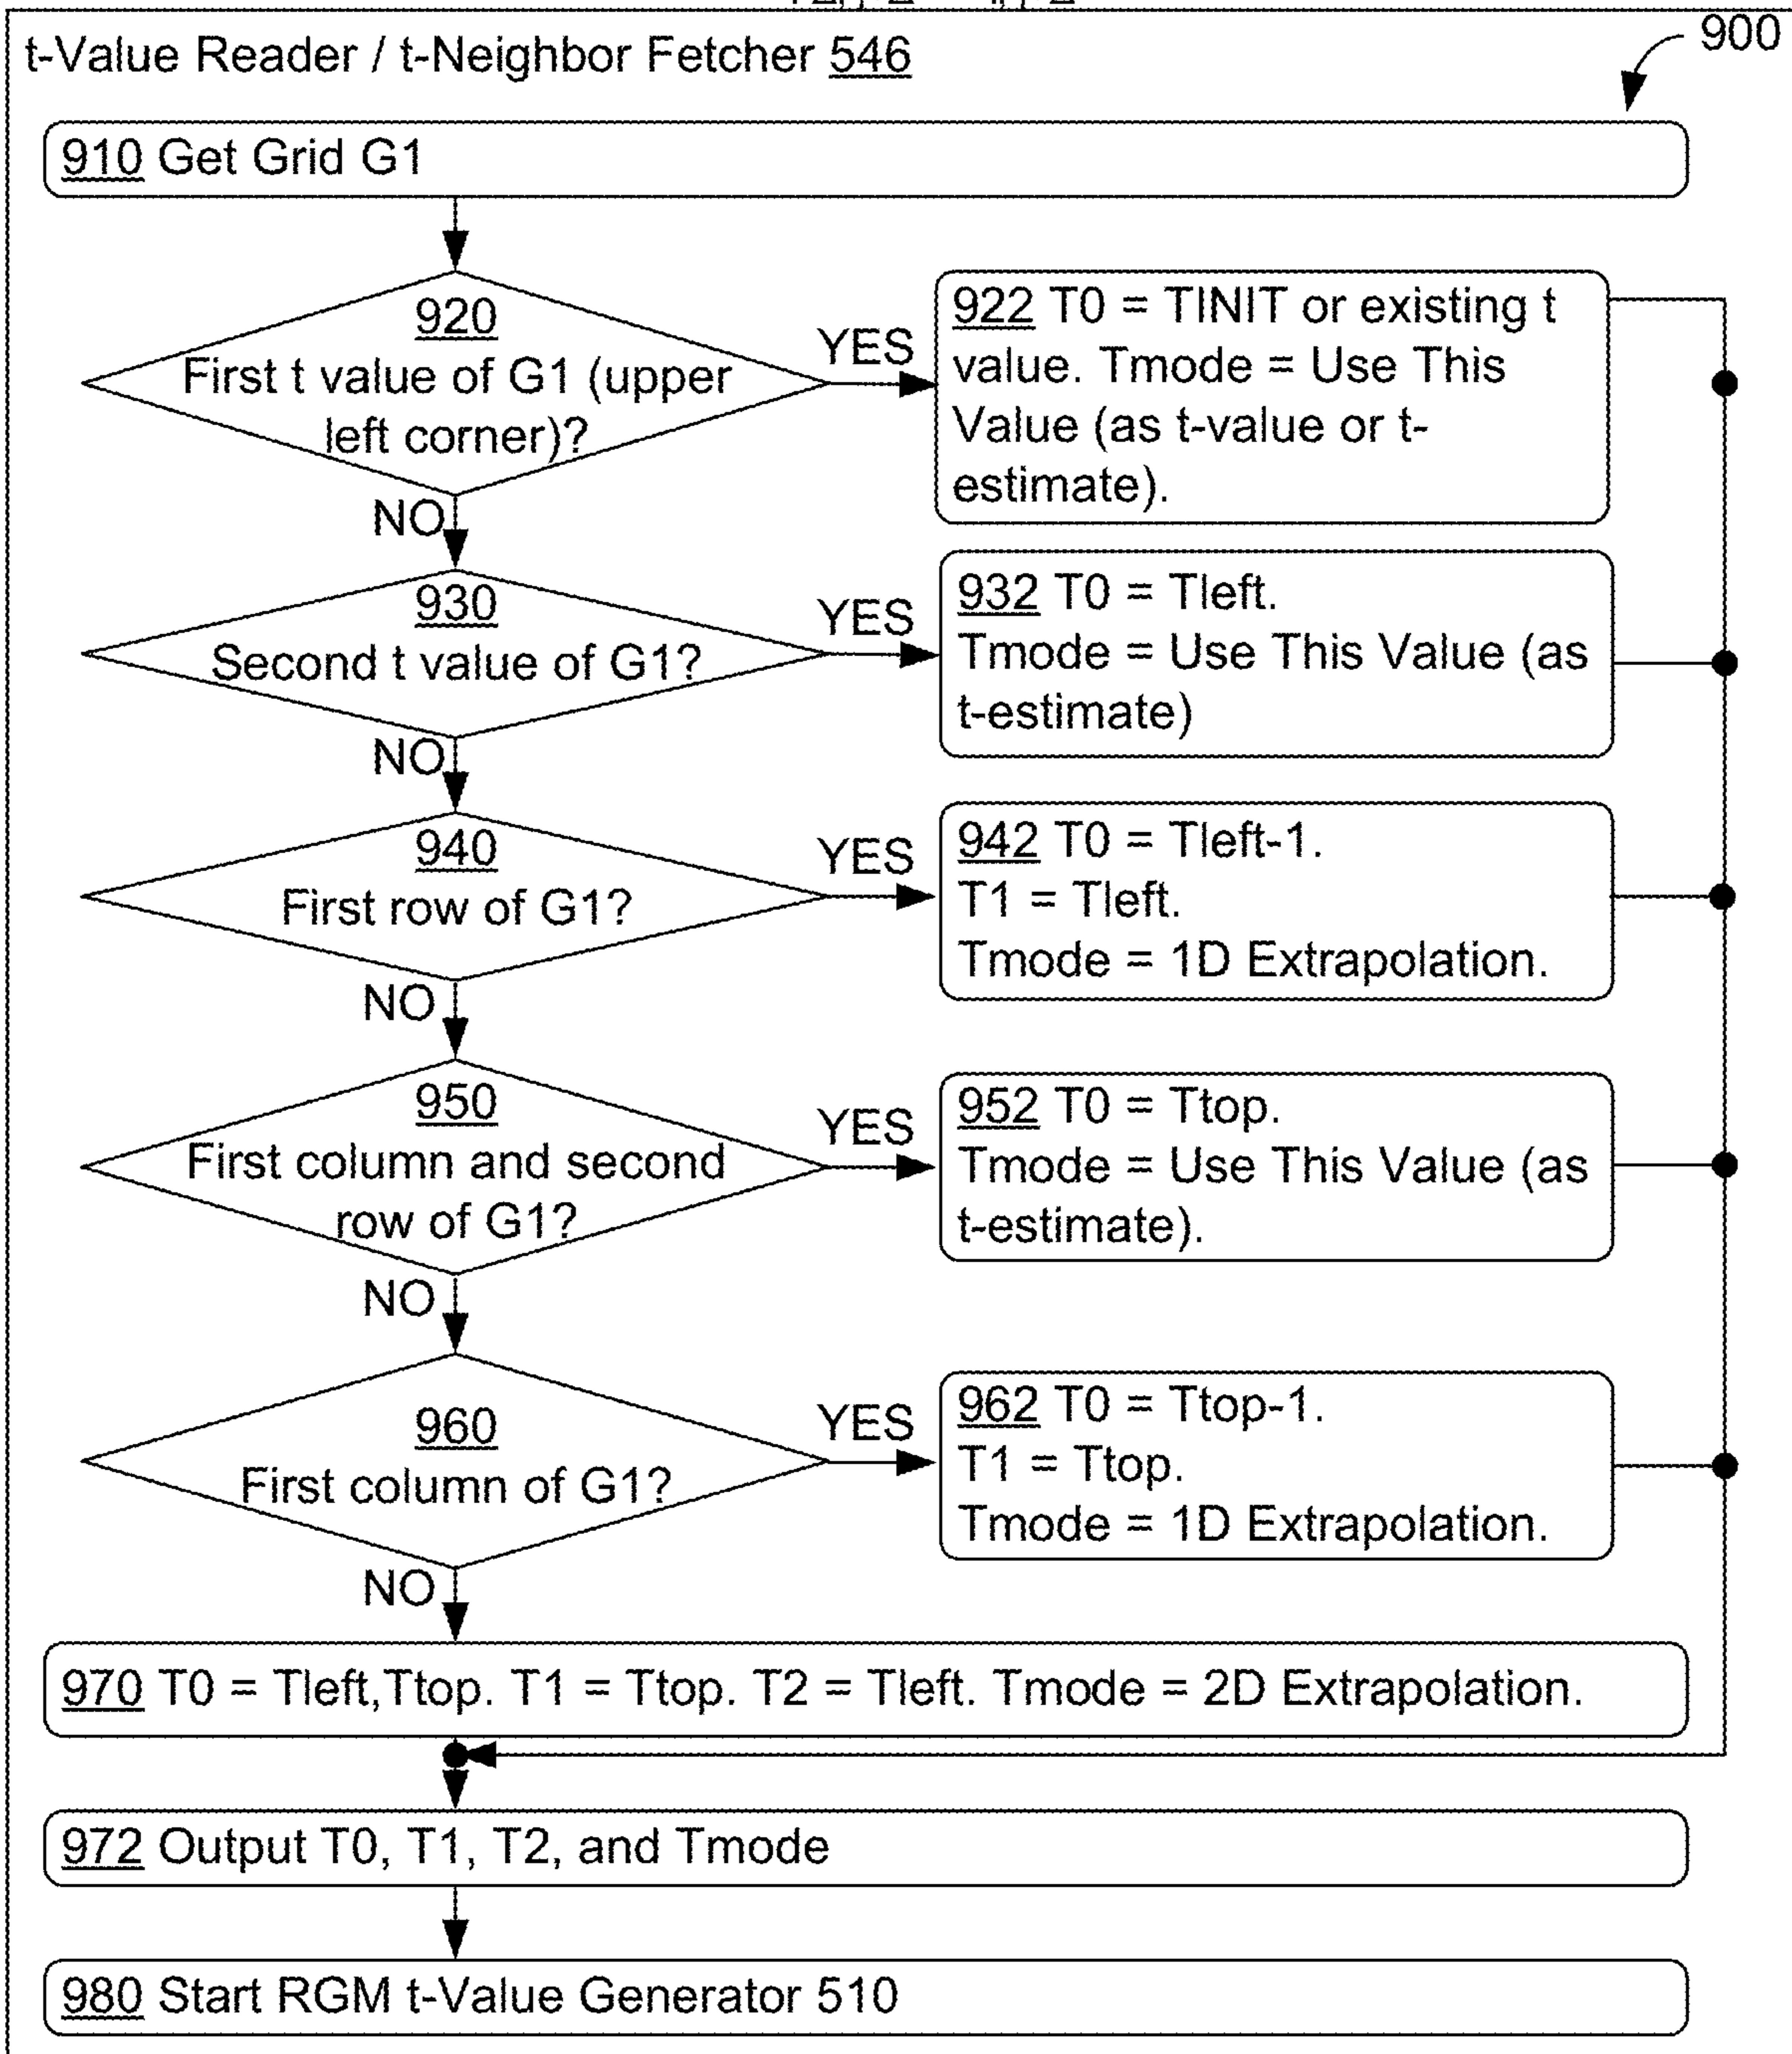 900
t-Value Reader / t-Neighbor Fetcher 546
910 Get Grid G1
920
First t value of G1 (upper
left corner)?
YES
922 T0 = TINIT or existing t
value. Tmode = Use This
Value (as t-value or t-
estimate).
NO
930
Second t value of G1?
YES
932 T0 = Tleft.
Tmode = Use This Value (as
t-estimate)
NO
940
First row of G1?
YES
942 T0 = Tleft-1.
T1 = Tleft.
Tmode = 1D Extrapolation.
NO
950
First column and second
row of G1?
YES
952 T0 = Ttop.
Tmode = Use This Value (as
t-estimate).
NO
960
First column of G1?
YES
962 T0 = Ttop-1.
T1 = Ttop.
Tmode = 1D Extrapolation.
NO
970 T0 = Tleft,Ttop. T1 = Ttop. T2 = Tleft. Tmode = 2D Extrapolation.
972 Output T0, T1, T2, and Tmode
980 Start RGM t-Value Generator 510